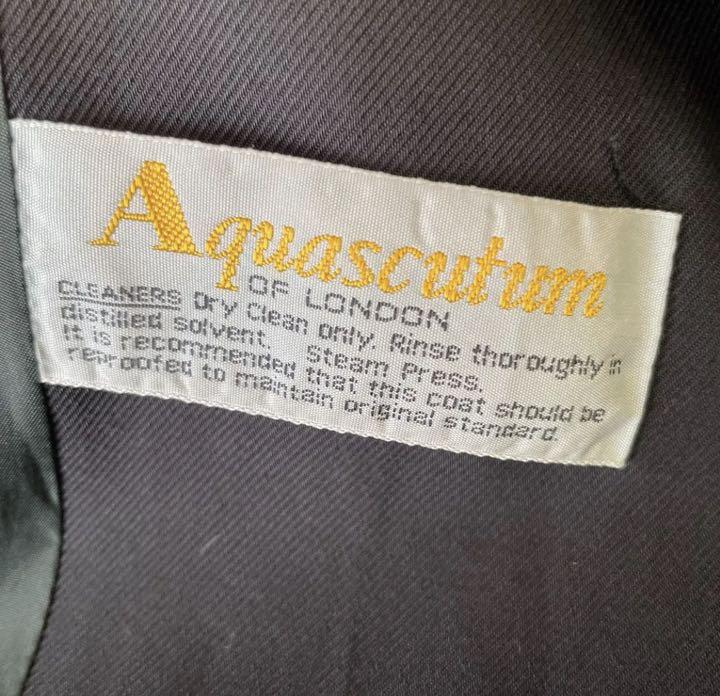 Aquascutum
OF LONDON
CLEANERS Dry Clean only. Rinse thoroughly in
distilled solvent. Steam Press.
It is recommended that this coat should be
reproofed to maintain original standard.